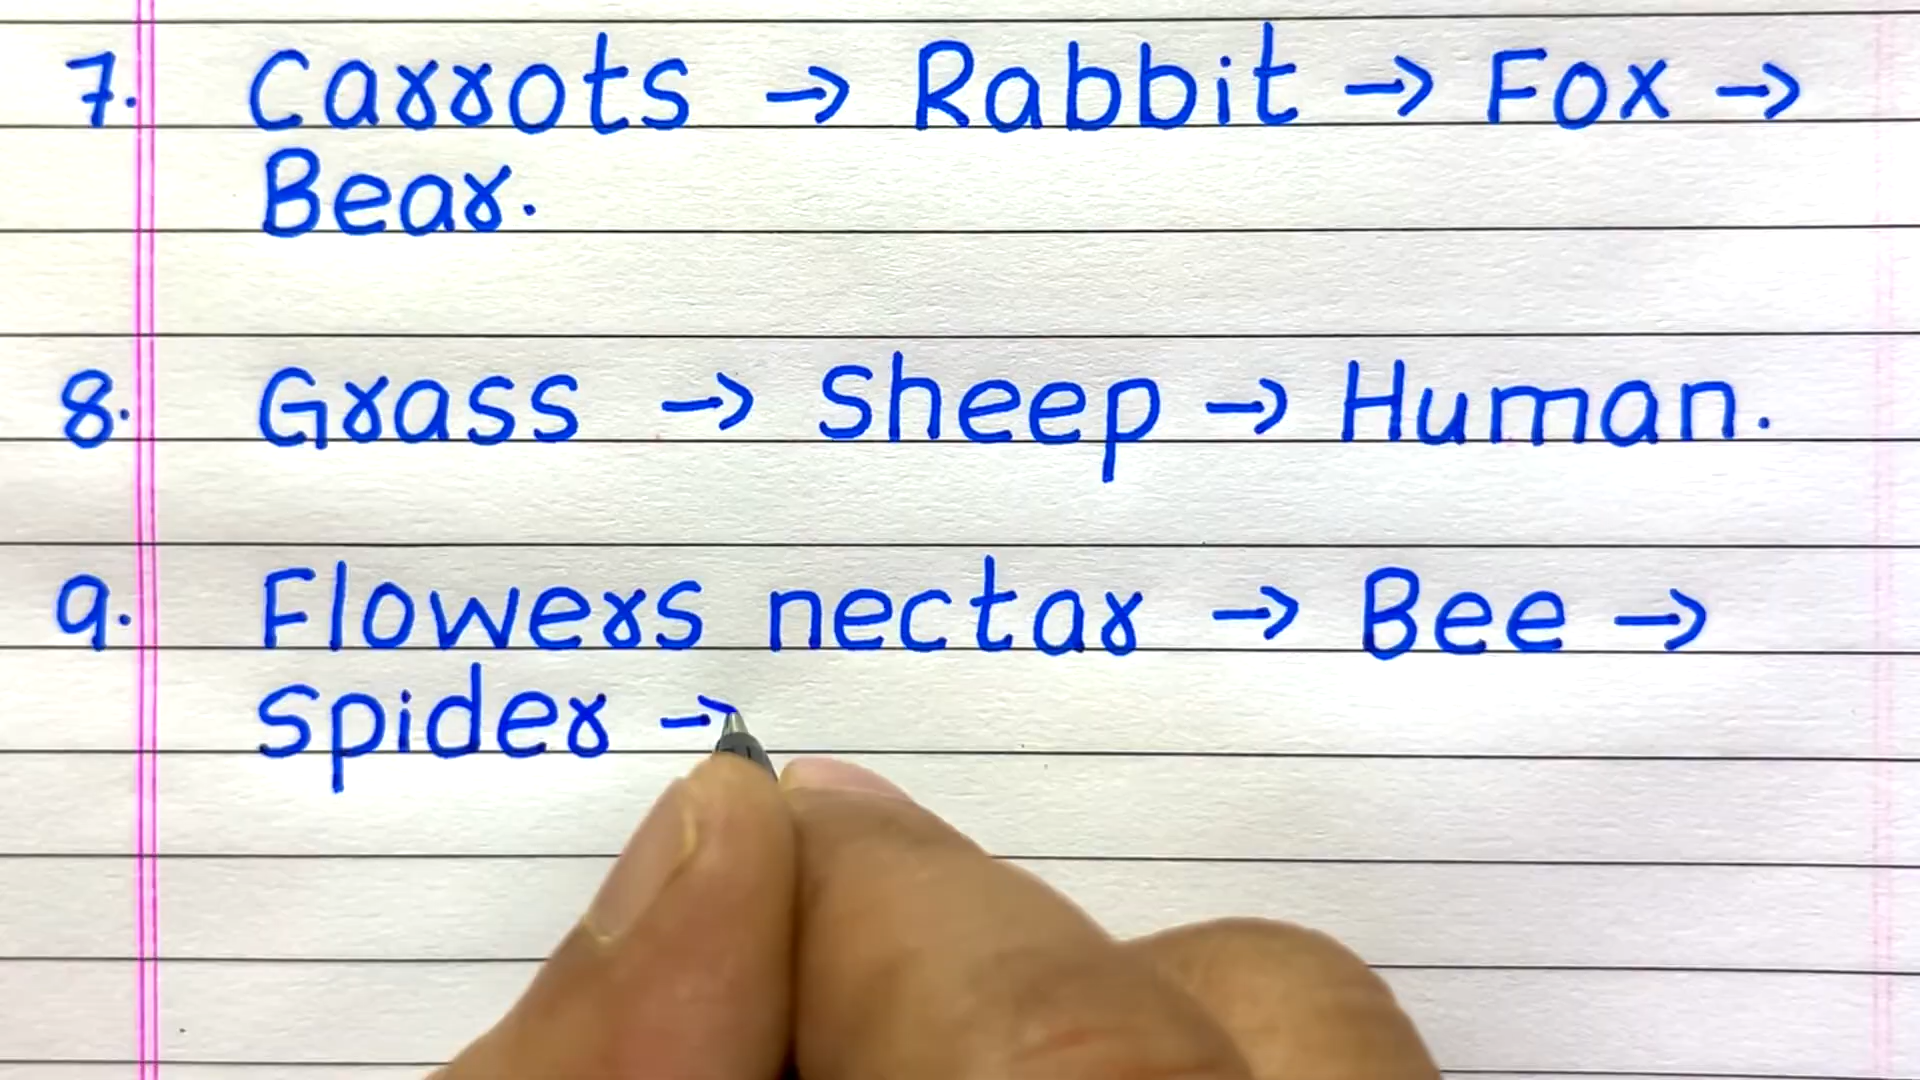 7. Carrots → Rabbit → Fox →
Bear.
8. Grass → Sheep → Human.
9. Flowers nectar → Bee →
Spider →